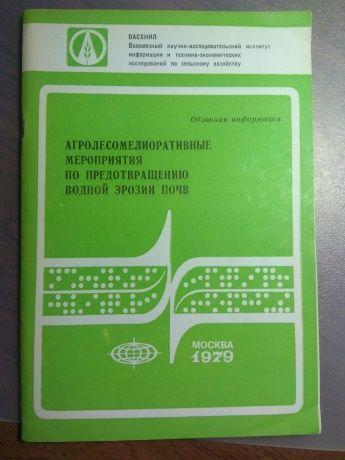 ВАСХНИЛ
Всесоюзный научно-исследовательский институт
информации и технико-экономических
исследований по сельскому хозяйству
Обзорная информация
АГРОЛЕСОМЕЛИОРАТИВНЫЕ
МЕРОПРИЯТИЯ
ПО ПРЕДОТВРАЩЕНИЮ
ВОДНОЙ ЭРОЗИИ ПОЧВ
МОСКВА
1979